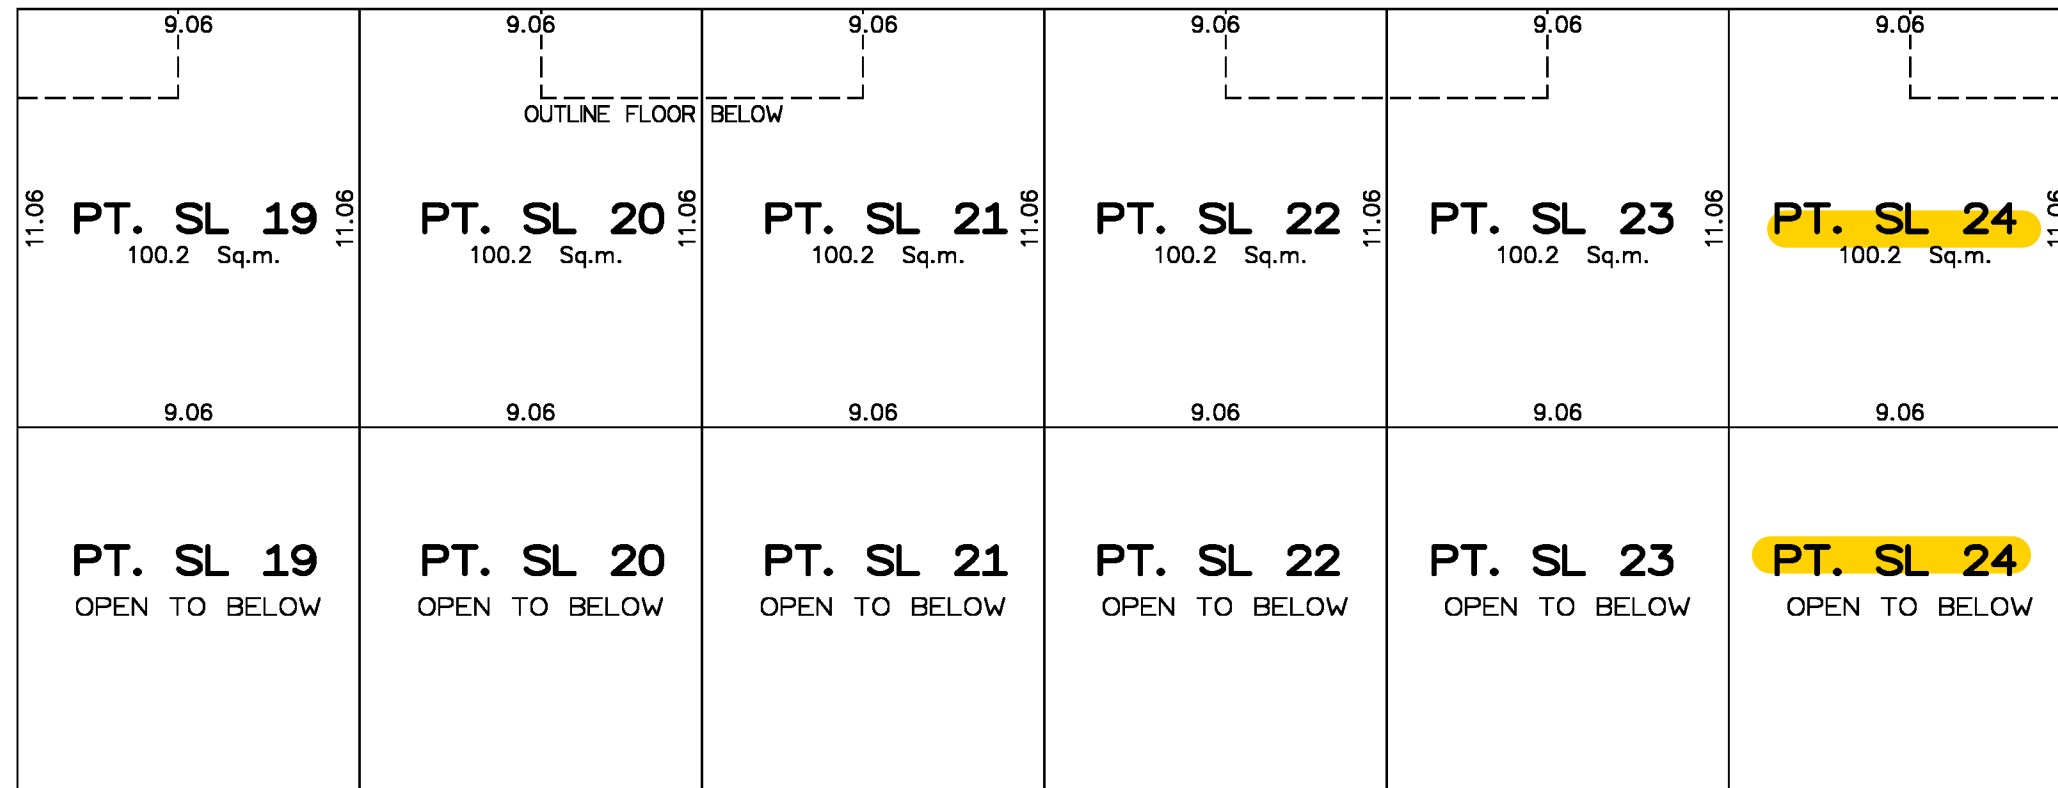 9.06 9.06 9.06 9.06 9.06 9.06
OUTLINE FLOOR BELOW
11.06 PT. SL 19 11.06 PT. SL 20 11.06 PT. SL 21 11.06 PT. SL 22 11.06 PT. SL 23 11.06 PT. SL 24 11.06
100.2 Sq.m. 100.2 Sq.m. 100.2 Sq.m. 100.2 Sq.m. 100.2 Sq.m. 100.2 Sq.m.
9.06 9.06 9.06 9.06 9.06 9.06
PT. SL 19 PT. SL 20 PT. SL 21 PT. SL 22 PT. SL 23 PT. SL 24
OPEN TO BELOW OPEN TO BELOW OPEN TO BELOW OPEN TO BELOW OPEN TO BELOW OPEN TO BELOW